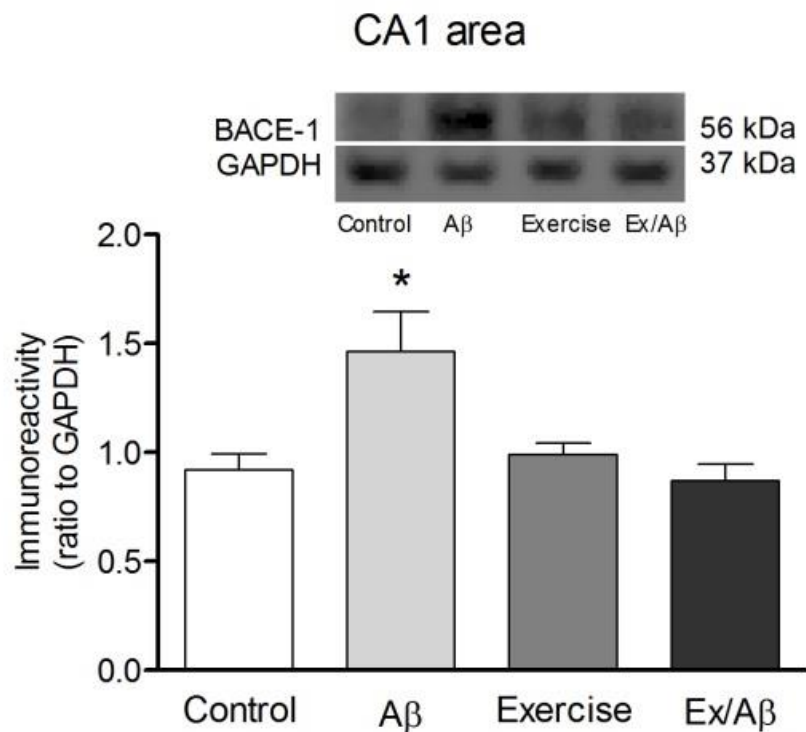 CA1 area
BACE-1 56 kDa
GAPDH 37 kDa
Control Aβ Exercise Ex/Aβ
Immunoreactivity
(ratio to GAPDH)
2.0
1.5
1.0
0.5
0.0
*
Control Aβ Exercise Ex/Aβ